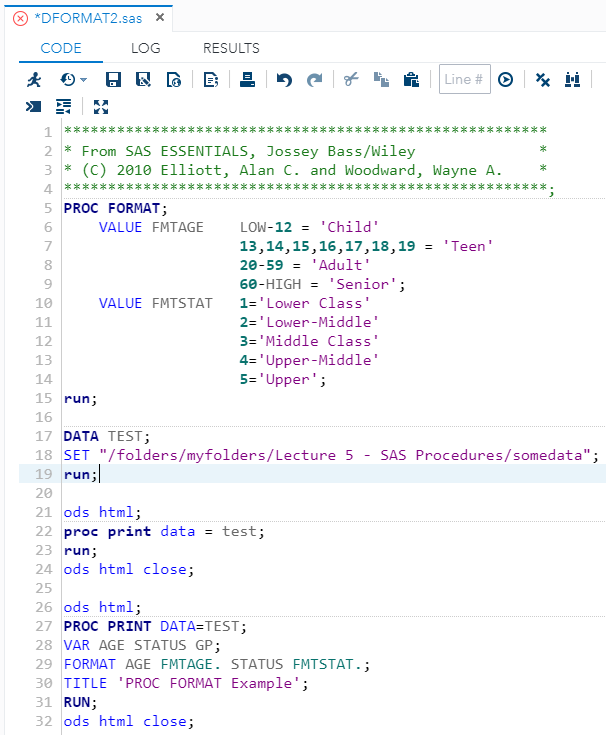 *DFORMAT2.sas ×
CODE LOG RESULTS
Line #
1 *******************************************************
2 * From SAS ESSENTIALS, Jossey Bass/Wiley *
3 * (C) 2010 Elliott, Alan C. and Woodward, Wayne A. *
4 *******************************************************;
5 PROC FORMAT;
6 VALUE FMTAGE LOW-12 = 'Child'
7 13,14,15,16,17,18,19 = 'Teen'
8 20-59 = 'Adult'
9 60-HIGH = 'Senior';
10 VALUE FMTSTAT 1='Lower Class'
11 2='Lower-Middle'
12 3='Middle Class'
13 4='Upper-Middle'
14 5='Upper';
15 run;
16
17 DATA TEST;
18 SET "/folders/myfolders/Lecture 5 - SAS Procedures/somedata";
19 run;
20
21 ods html;
22 proc print data = test;
23 run;
24 ods html close;
25
26 ods html;
27 PROC PRINT DATA=TEST;
28 VAR AGE STATUS GP;
29 FORMAT AGE FMTAGE. STATUS FMTSTAT.;
30 TITLE 'PROC FORMAT Example';
31 RUN;
32 ods html close;